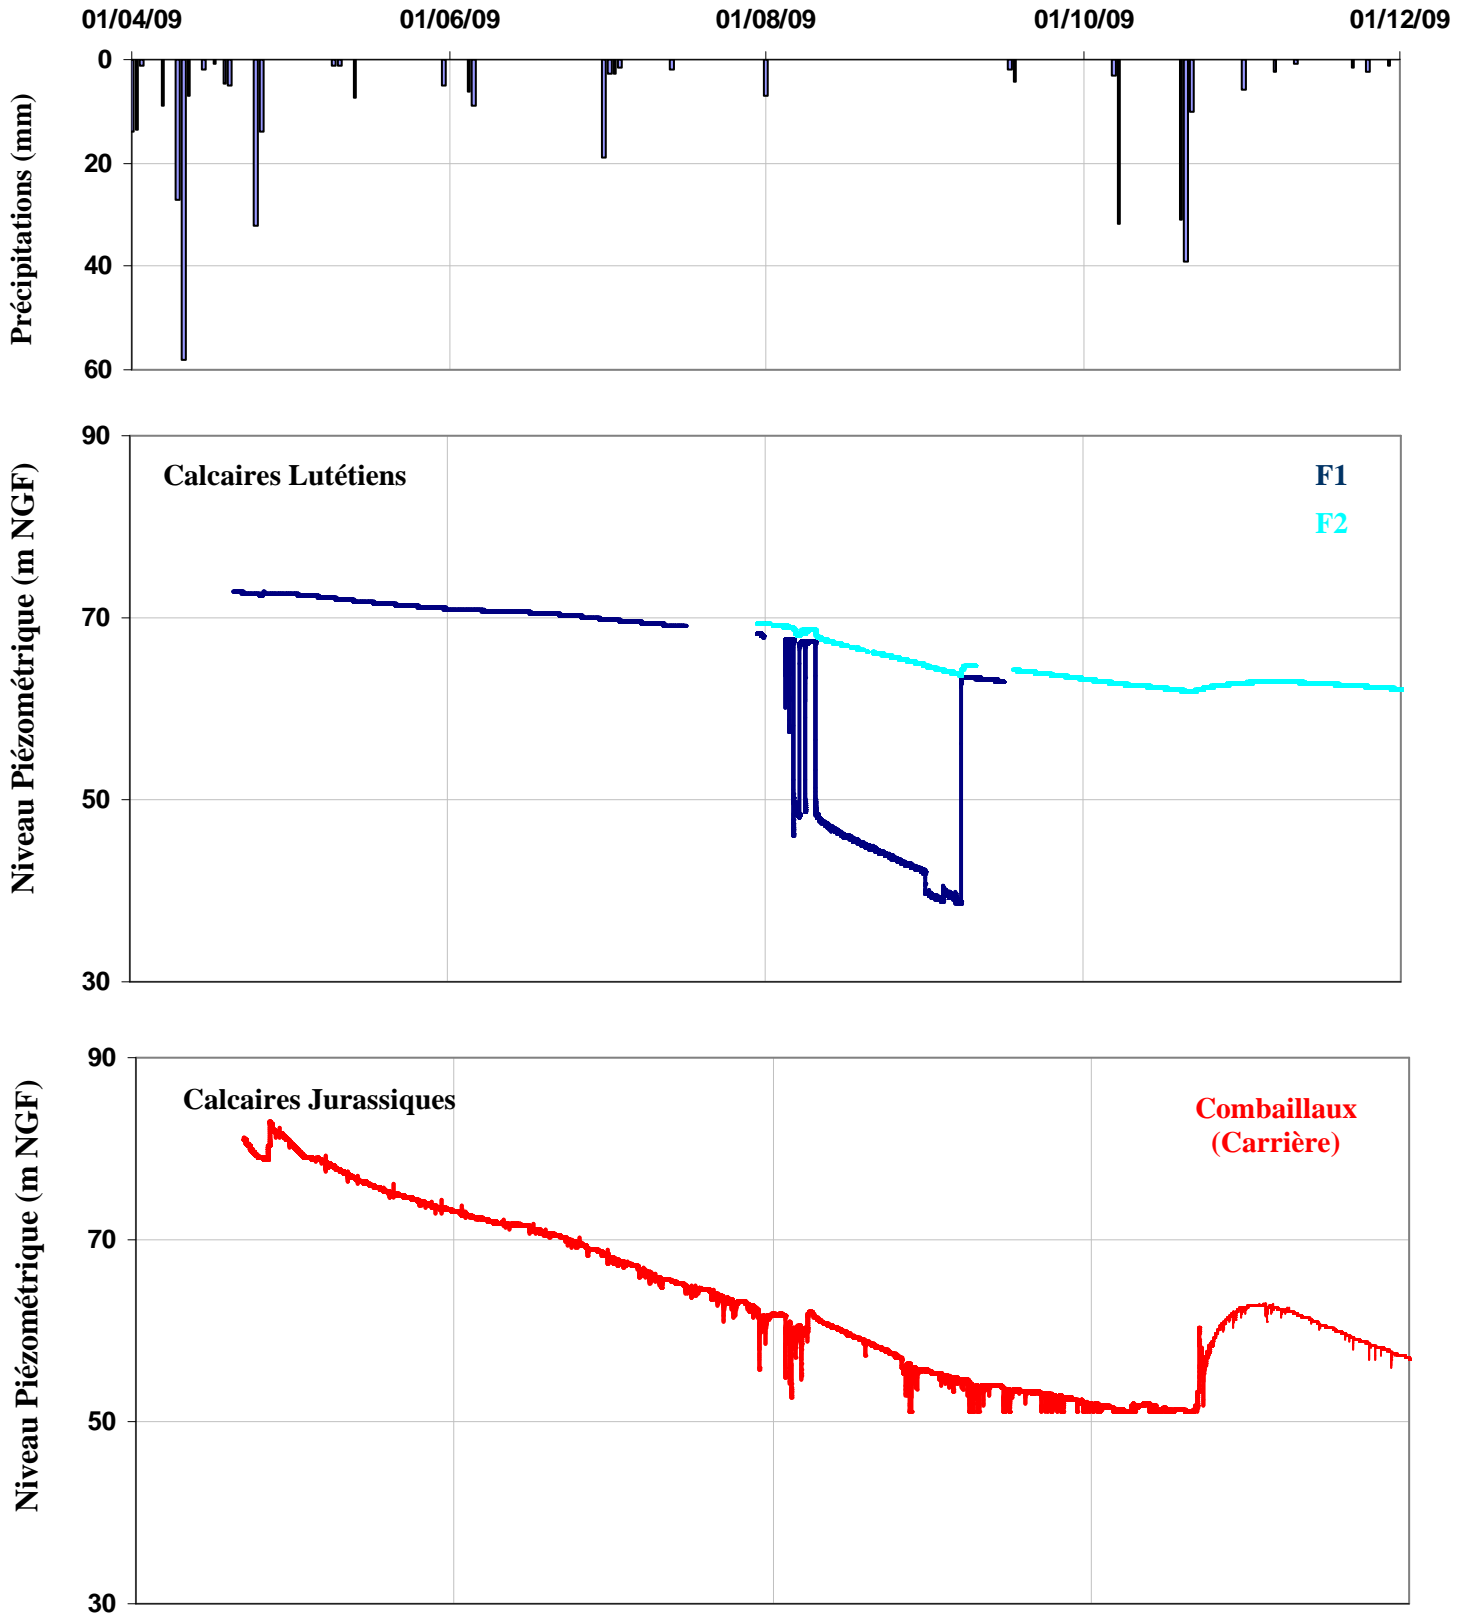 01/04/09 01/06/09 01/08/09 01/10/09 01/12/09
0
20
40
60
Précipitations (mm)
90
70
50
30
Niveau Piézométrique (m NGF)
Calcaires Lutétiens
F1
F2
90
70
50
30
Niveau Piézométrique (m NGF)
Calcaires Jurassiques
Combaillaux
(Carrière)